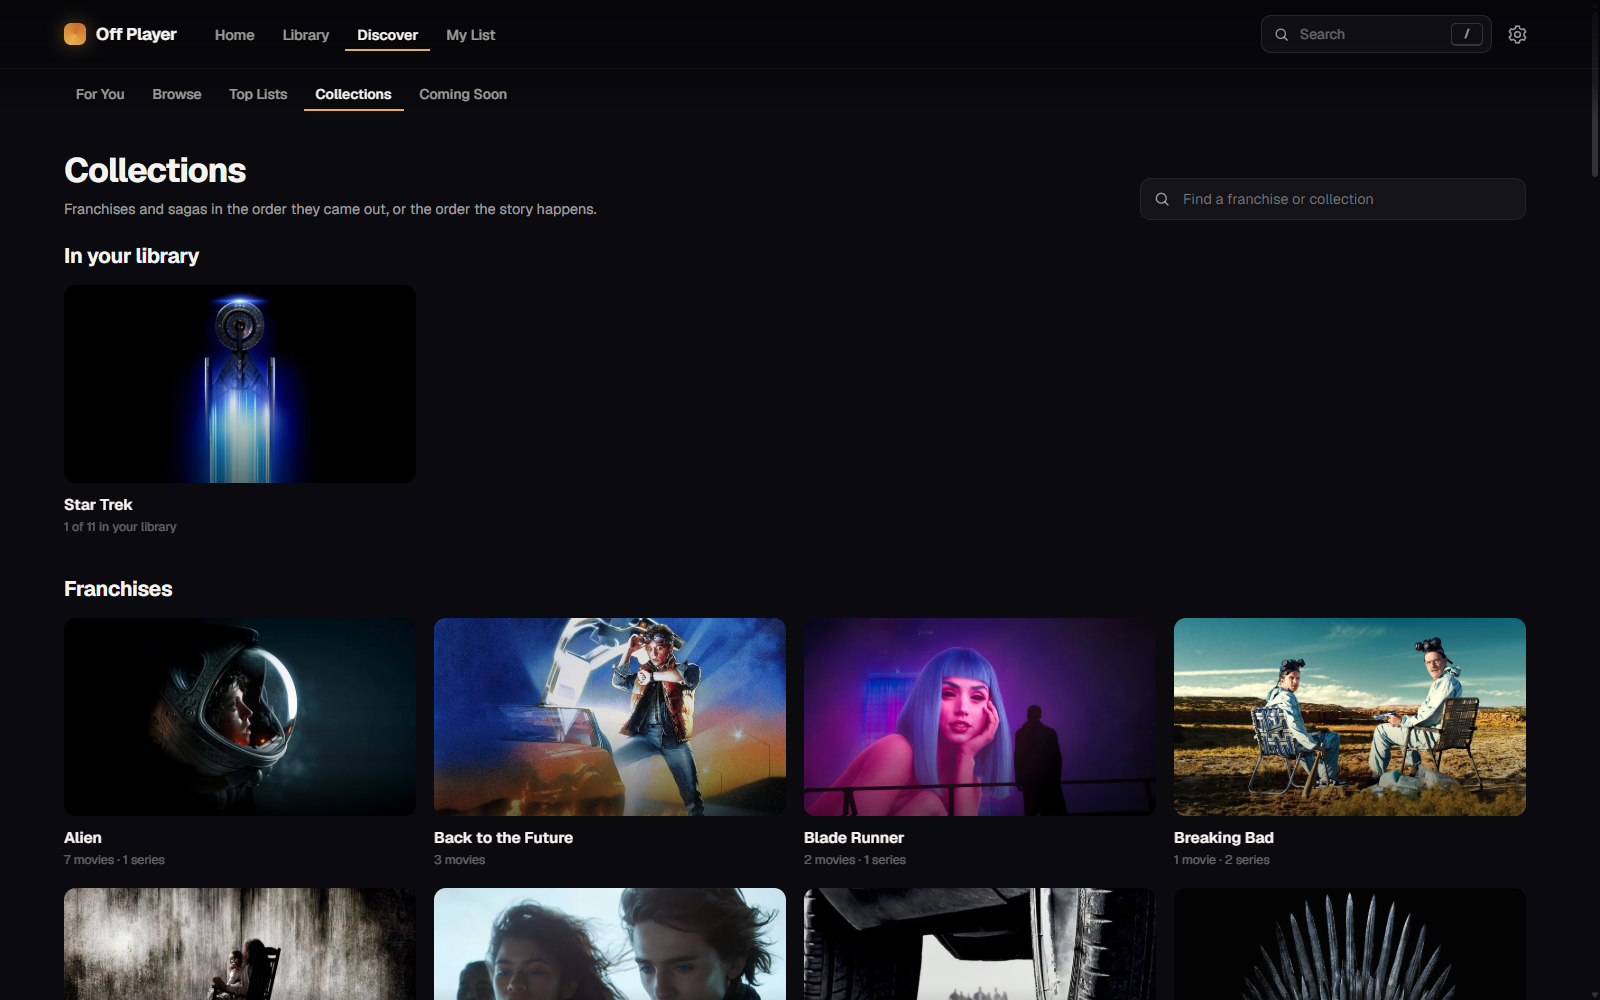 Off Player
Home
Library
Discover
My List
Search
/
For You
Browse
Top Lists
Collections
Coming Soon
Collections
Franchises and sagas in the order they came out, or the order the story happens.
Find a franchise or collection
In your library
Star Trek
1 of 11 in your library
Franchises
Alien
7 movies · 1 series
Back to the Future
3 movies
Blade Runner
2 movies · 1 series
Breaking Bad
1 movie · 2 series